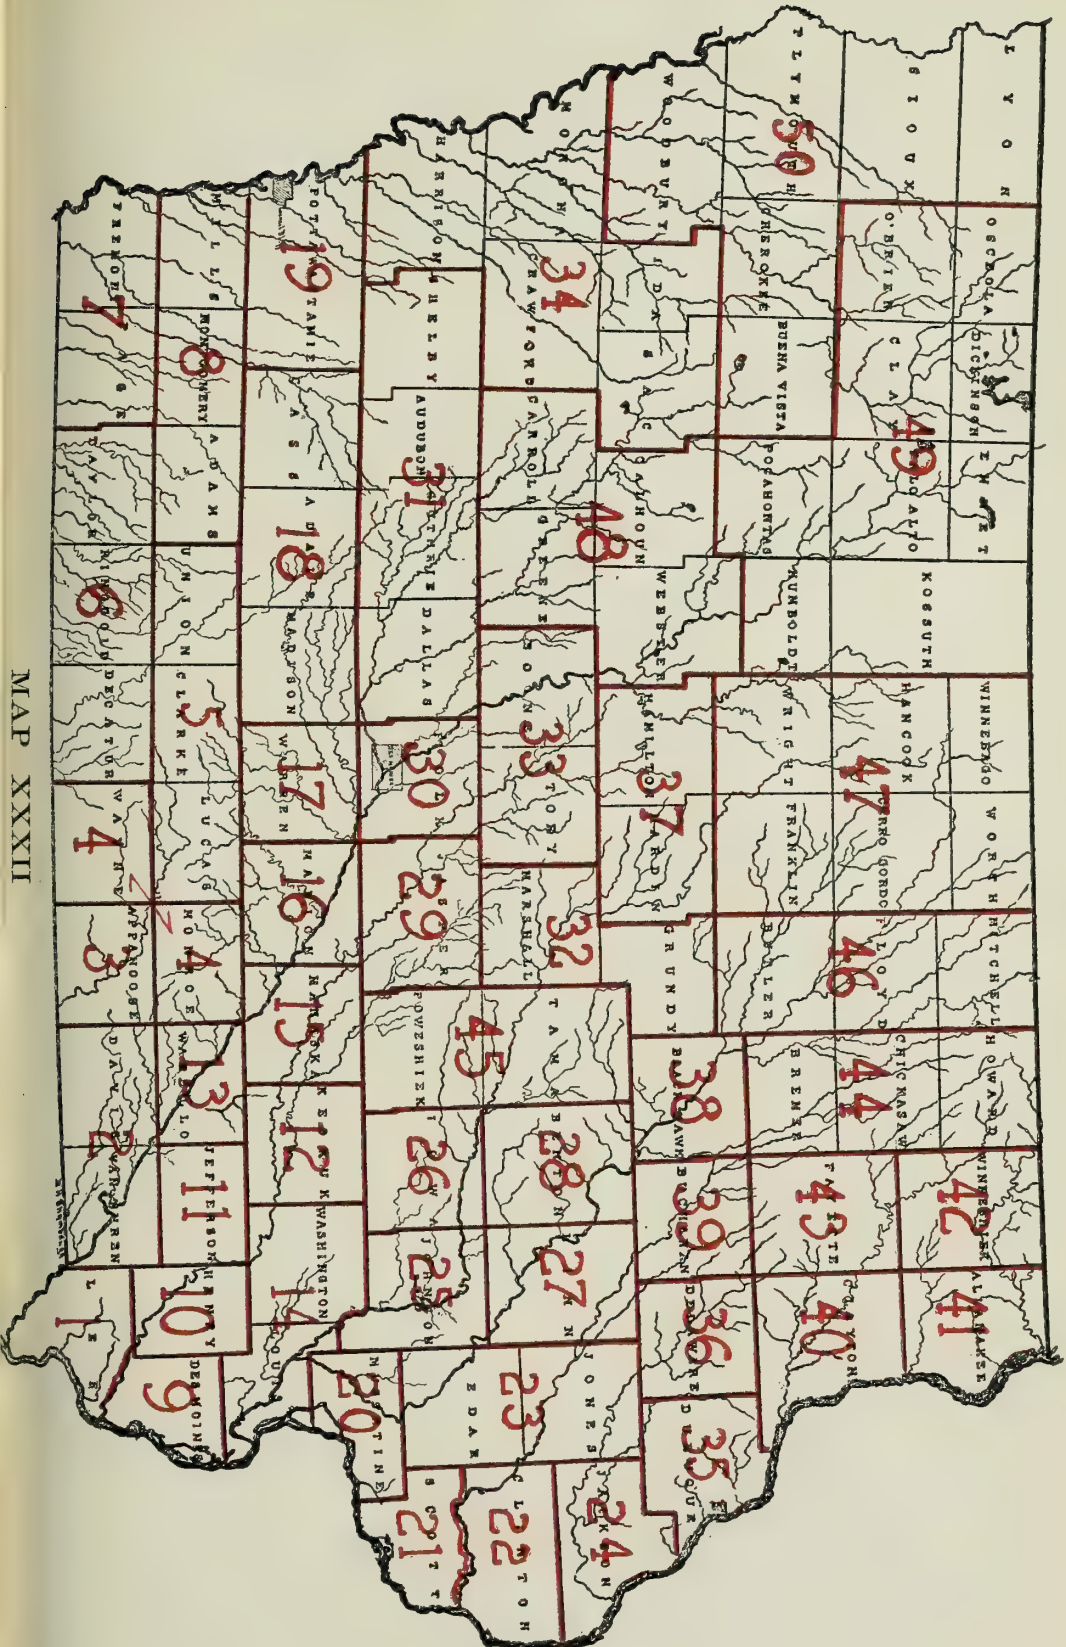 LYON
OSCEOLA
DICKINSON
EMMET
KOSSUTH
WINNEBAGO
WORTH
MITCHELL
HOWARD
WINNESHIEK
42
ALLAMAKEE
41
SIOUX
O'BRIEN
CLAY
49
PALO ALTO
HANCOCK
47
CERRO GORDO
FLOYD
46
CHICKASAW
44
FAYETTE
43
CLAYTON
40
PLYMOUTH
50
CHEROKEE
BUENA VISTA
POCAHONTAS
HUMBOLDT
WRIGHT
FRANKLIN
BUTLER
BREMER
WOODBURY
IDA
SAC
CALHOUN
48
WEBSTER
HAMILTON
37
HARDIN
GRUNDY
BLACK HAWK
38
BUCHANAN
39
DELAWARE
36
DUBUQUE
35
MONONA
34
CRAWFORD
CARROLL
GREENE
BOONE
33
STORY
MARSHALL
32
TAMA
45
BENTON
28
LINN
27
JONES
23
JACKSON
24
HARRISON
SHELBY
AUDUBON
31
GUTHRIE
DALLAS
POLK
30
JASPER
29
POWESHIEK
IOWA
26
JOHNSON
25
CEDAR
CLINTON
22
SCOTT
21
POTTAWATTAMIE
19
CASS
ADAIR
18
MADISON
WARREN
17
MARION
16
MAHASKA
15
KEOKUK
12
WASHINGTON
14
LOUISA
MUSCATINE
20
MILLS
MONTGOMERY
8
ADAMS
UNION
CLARKE
5
LUCAS
MONROE
4
WAPELLO
13
JEFFERSON
11
HENRY
10
DES MOINES
9
FREMONT
7
PAGE
TAYLOR
RINGGOLD
6
DECATUR
WAYNE
4
APPANOOSE
3
DAVIS
2
VAN BUREN
LEE
1
MAP XXXII